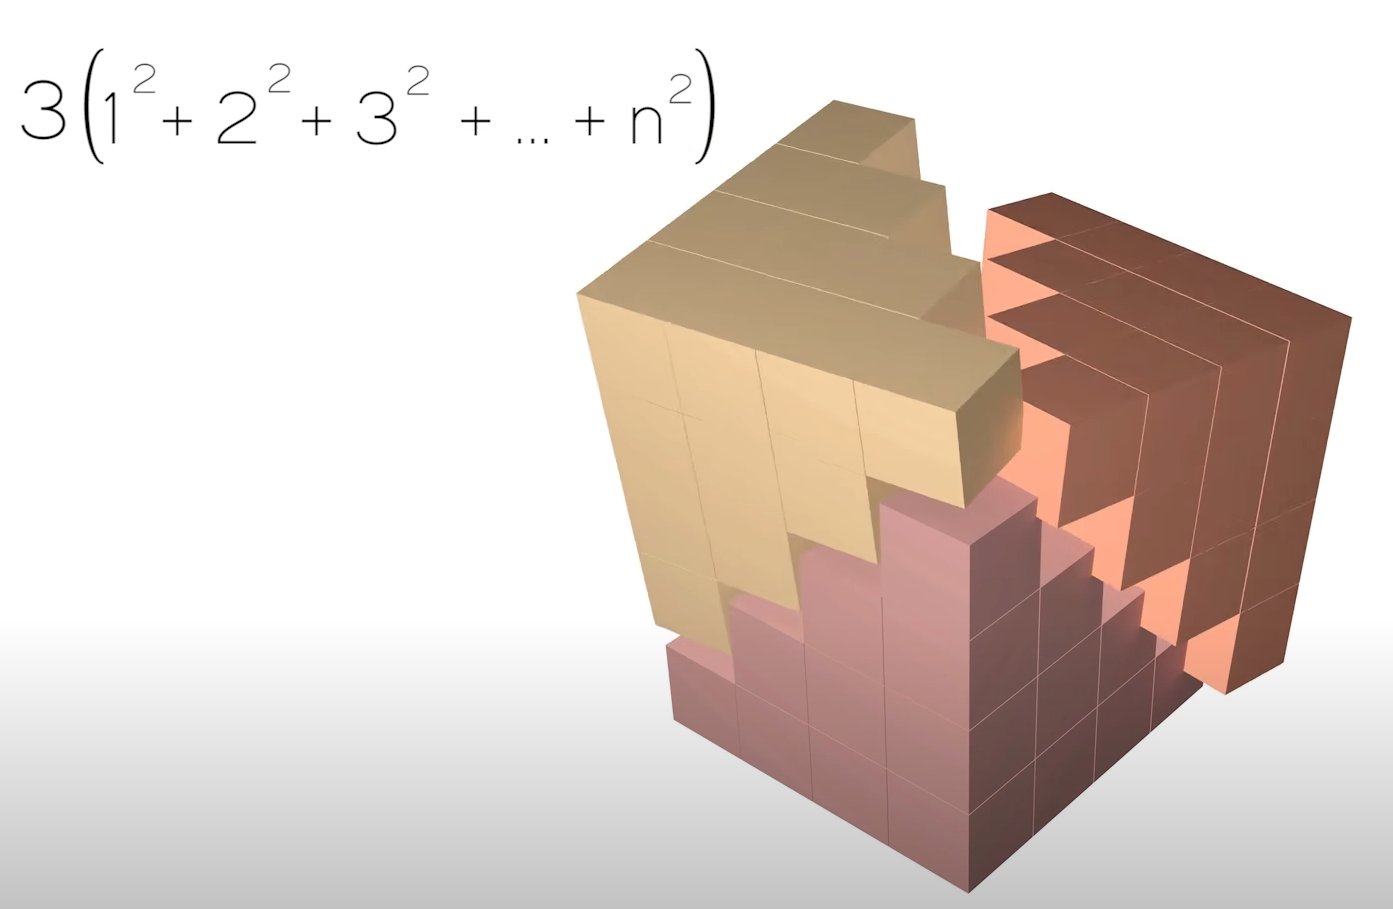 3(1² + 2² + 3² + ... + n²)